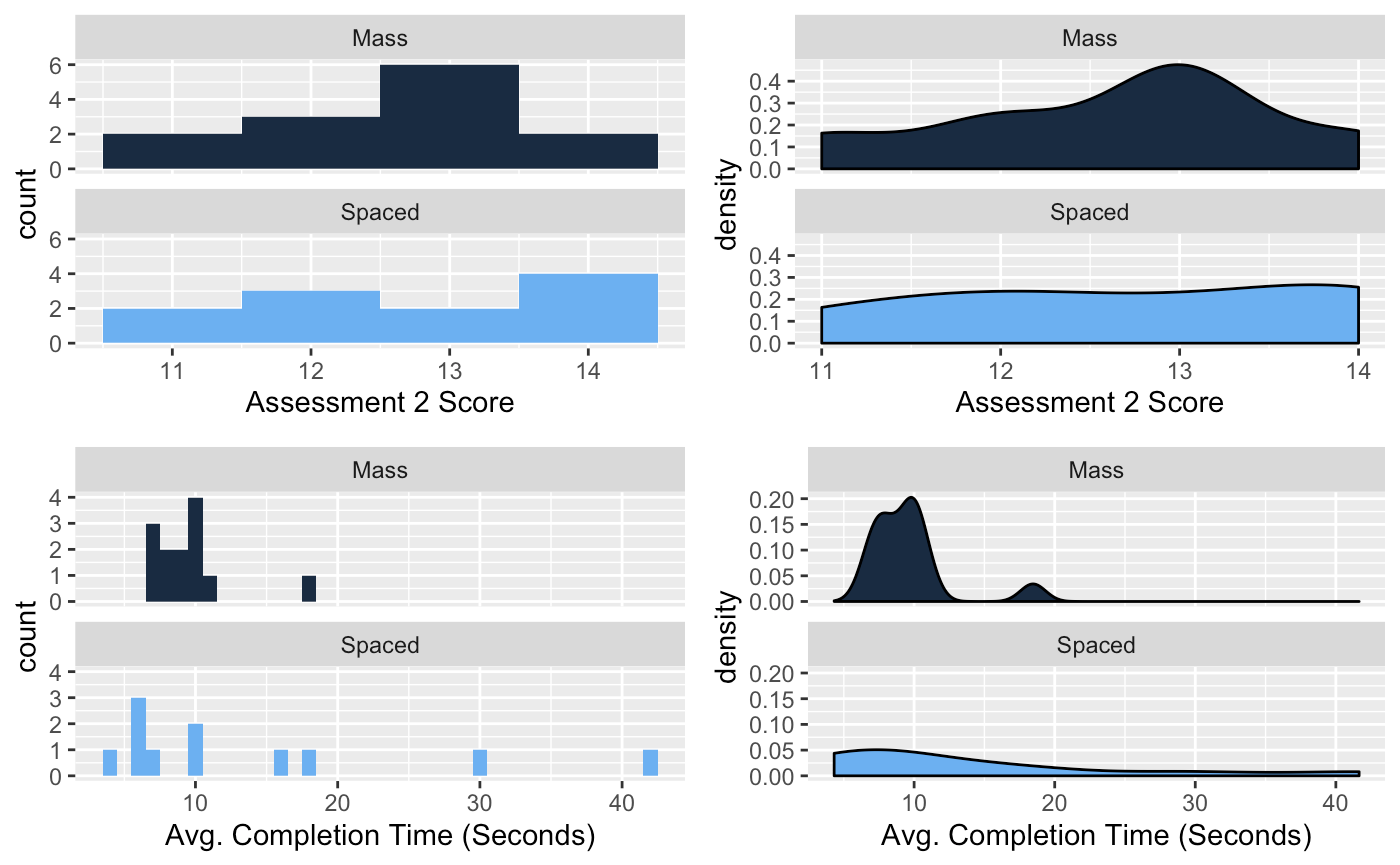 Mass
6
4
2
0
Spaced
6
4
2
0
count
11 12 13 14
Assessment 2 Score
Mass
0.4
0.3
0.2
0.1
0.0
Spaced
0.4
0.3
0.2
0.1
0.0
density
11 12 13 14
Assessment 2 Score
Mass
4
3
2
1
0
Spaced
4
3
2
1
0
count
10 20 30 40
Avg. Completion Time (Seconds)
Mass
0.20
0.15
0.10
0.05
0.00
Spaced
0.20
0.15
0.10
0.05
0.00
density
10 20 30 40
Avg. Completion Time (Seconds)